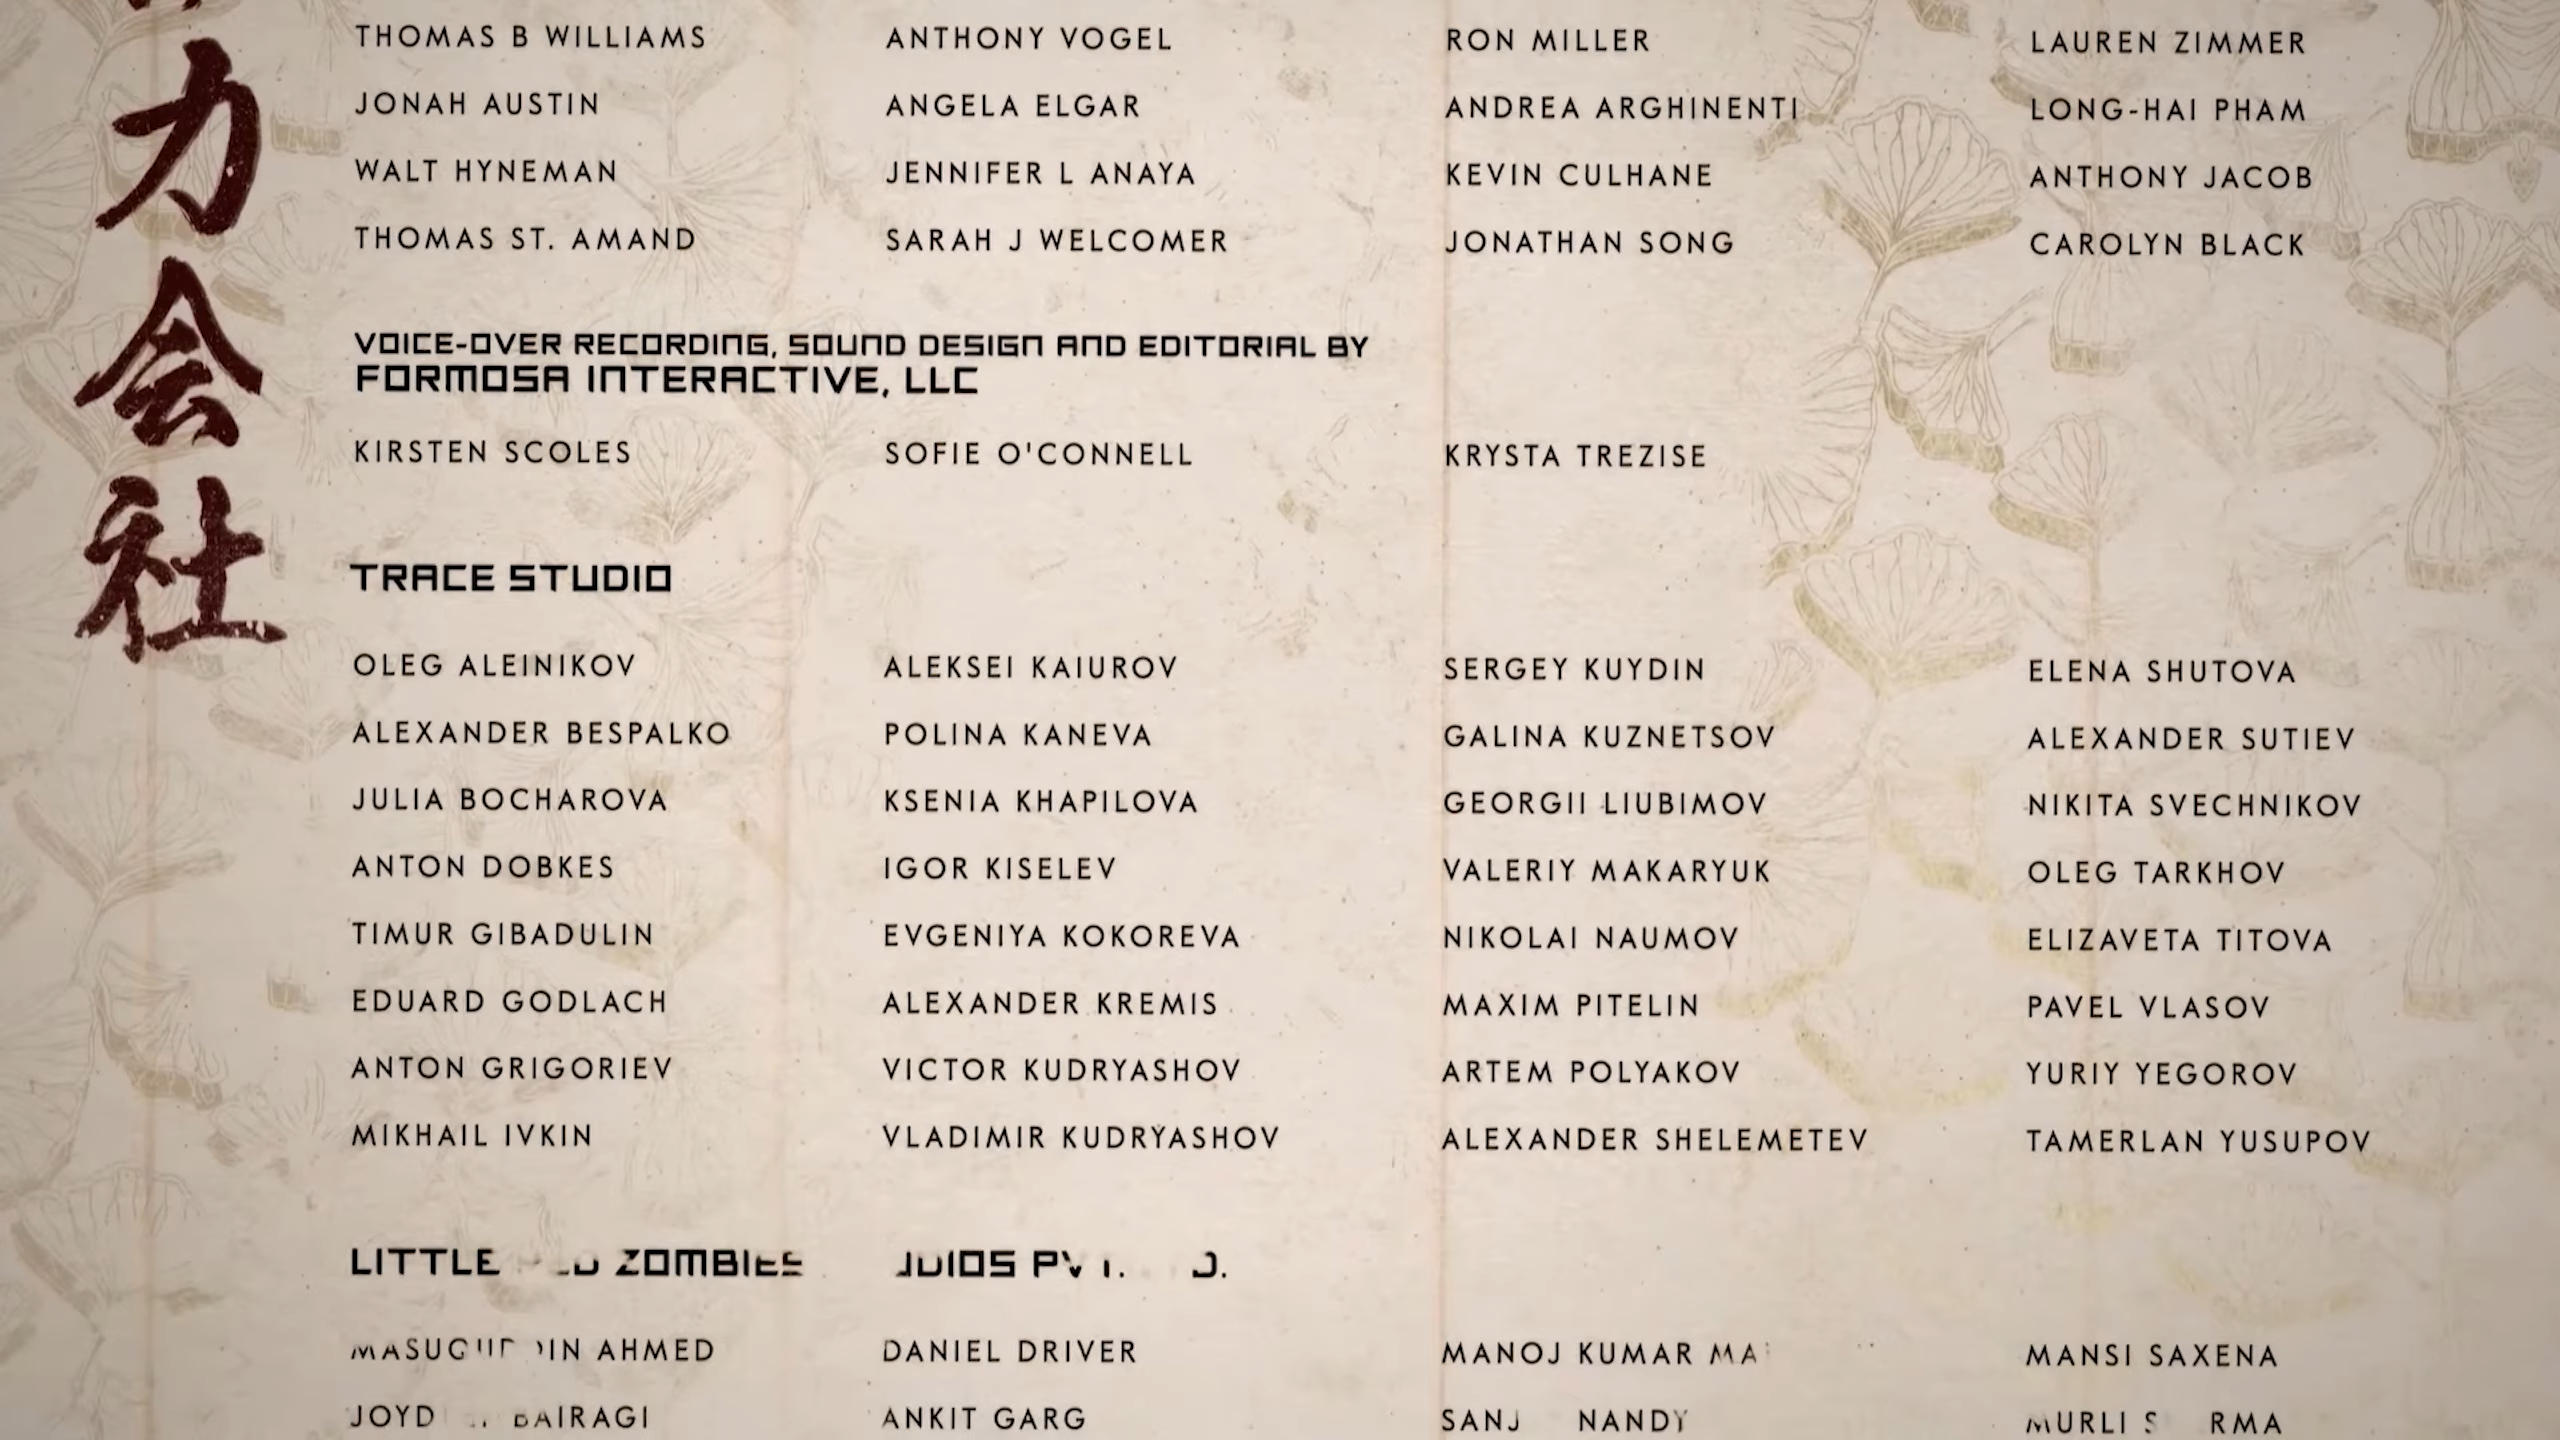 力
会
社
THOMAS B WILLIAMS ANTHONY VOGEL RON MILLER LAUREN ZIMMER
JONAH AUSTIN ANGELA ELGAR ANDREA ARGHINENTI LONG-HAI PHAM
WALT HYNEMAN JENNIFER L ANAYA KEVIN CULHANE ANTHONY JACOB
THOMAS ST. AMAND SARAH J WELCOMER JONATHAN SONG CAROLYN BLACK
VOICE-OVER RECORDING, SOUND DESIGN AND EDITORIAL BY
FORMOSA INTERACTIVE, LLC
KIRSTEN SCOLES SOFIE O'CONNELL KRYSTA TREZISE
TRACE STUDIO
OLEG ALEINIKOV ALEKSEI KAIUROV SERGEY KUYDIN ELENA SHUTOVA
ALEXANDER BESPALKO POLINA KANEVA GALINA KUZNETSOV ALEXANDER SUTIEV
JULIA BOCHAROVA KSENIA KHAPILOVA GEORGII LIUBIMOV NIKITA SVECHNIKOV
ANTON DOBKES IGOR KISELEV VALERIY MAKARYUK OLEG TARKHOV
TIMUR GIBADULIN EVGENIYA KOKOREVA NIKOLAI NAUMOV ELIZAVETA TITOVA
EDUARD GODLACH ALEXANDER KREMIS MAXIM PITELIN PAVEL VLASOV
ANTON GRIGORIEV VICTOR KUDRYASHOV ARTEM POLYAKOV YURIY YEGOROV
MIKHAIL IVKIN VLADIMIR KUDRYASHOV ALEXANDER SHELEMETEV TAMERLAN YUSUPOV
LITTLE ZOMBIES
AHMED DANIEL DRIVER MANOJ KUMAR MANSI SAXENA
BAIRAGI ANKIT GARG NANDY MURLI